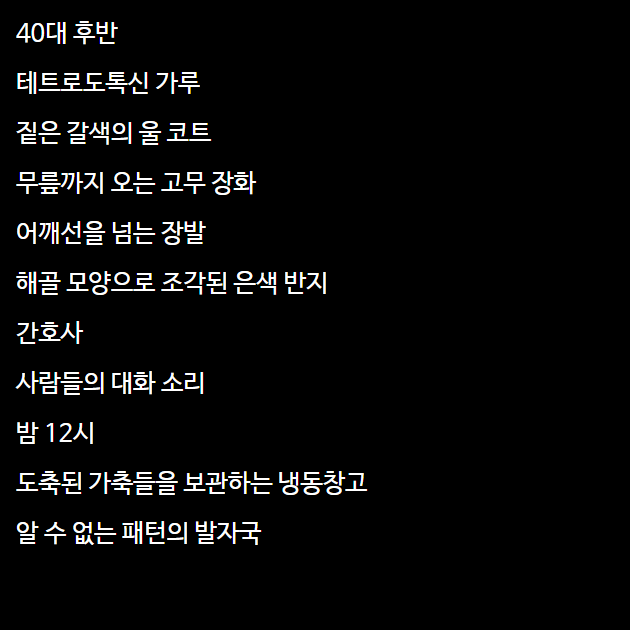 40대 후반
테트로도톡신 가루
짙은 갈색의 울 코트
무릎까지 오는 고무 장화
어깨선을 넘는 장발
해골 모양으로 조각된 은색 반지
간호사
사람들의 대화 소리
밤 12시
도축된 가축들을 보관하는 냉동창고
알 수 없는 패턴의 발자국